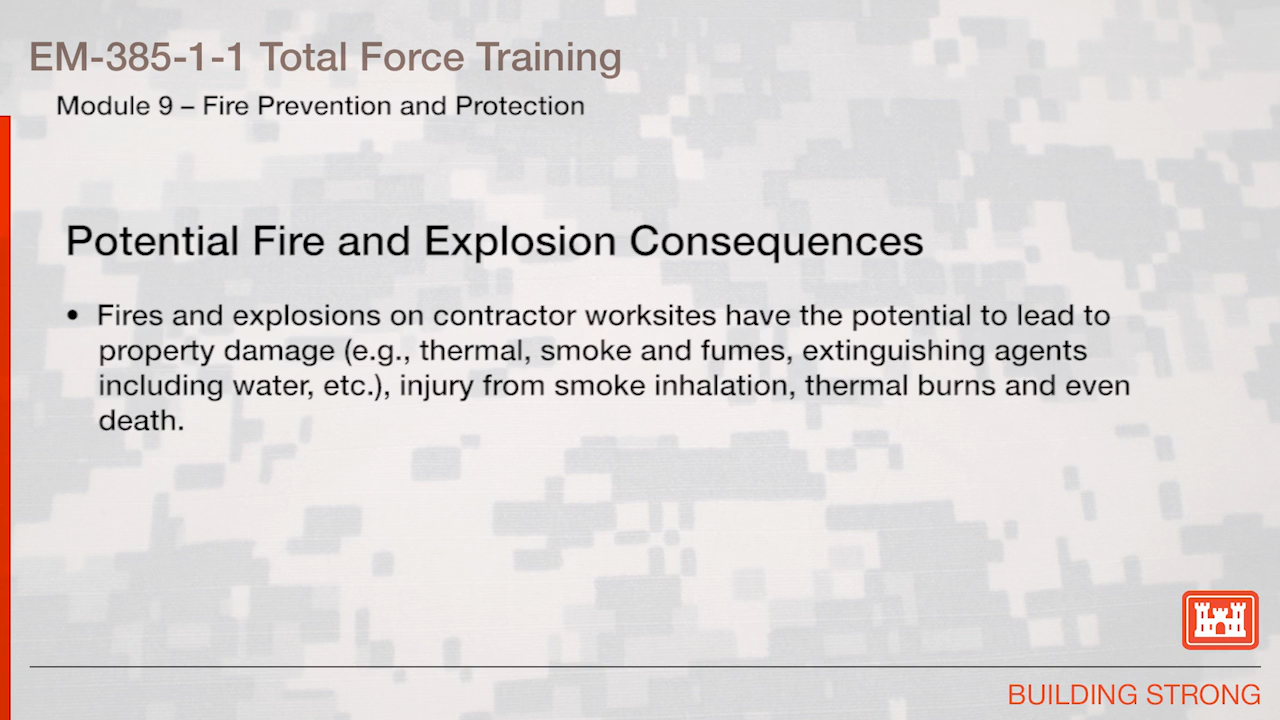 EM-385-1-1 Total Force Training
Module 9 – Fire Prevention and Protection
Potential Fire and Explosion Consequences
• Fires and explosions on contractor worksites have the potential to lead to
property damage (e.g., thermal, smoke and fumes, extinguishing agents
including water, etc.), injury from smoke inhalation, thermal burns and even
death.
BUILDING STRONG